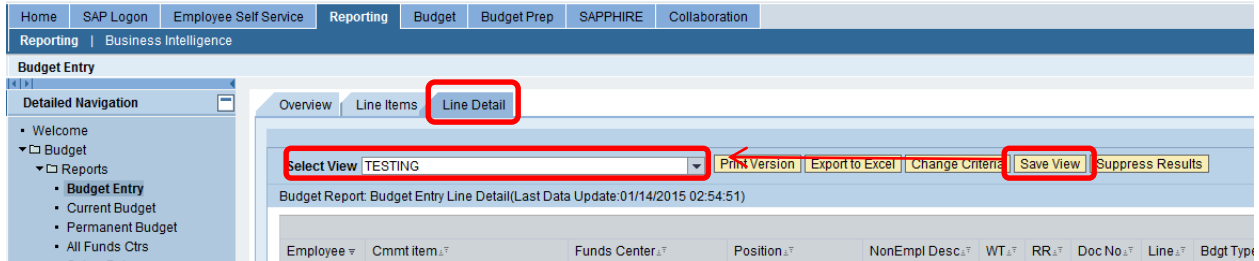 Home SAP Logon Employee Self Service Reporting Budget Budget Prep SAPPHIRE Collaboration
Reporting | Business Intelligence
Budget Entry
Detailed Navigation
Overview Line Items Line Detail
• Welcome
Budget
Reports
• Budget Entry
• Current Budget
• Permanent Budget
• All Funds Ctrs
Select View TESTING Print Version Export to Excel Change Criteria Save View Suppress Results
Budget Report: Budget Entry Line Detail(Last Data Update:01/14/2015 02:54:51)
Employee Cmmt item Funds Center Position NonEmpl Desc WT RR Doc No Line Bdgt Type